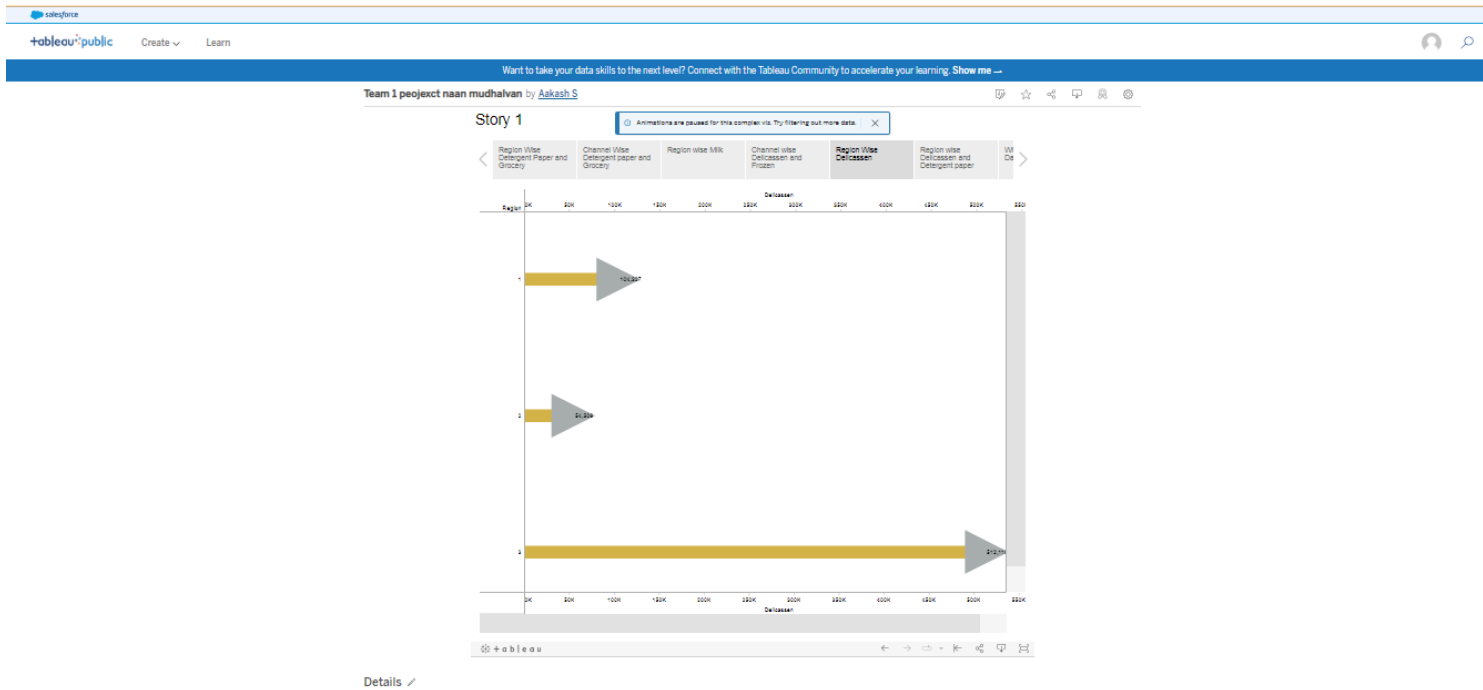 salesforce
+ableau public Create Learn
Want to take your data skills to the next level? Connect with the Tableau Community to accelerate your learning. Show me →
Team 1 peojexct naan mudhalvan by Aakash S
Story 1
Animations are paused for this complex viz. Try filtering out more data.
Region Wise Detergent Paper and Grocery
Channel Wise Detergent paper and Grocery
Region wise Milk
Channel wise Delicassen and Frozen
Region Wise Delicassen
Region wise Delicassen and Detergent paper
Delicassen
Region 0K 50K 100K 150K 200K 250K 300K 350K 400K 450K 500K
1
2
3
0K 50K 100K 150K 200K 250K 300K 350K 400K 450K 500K 550K
Delicassen
+ableau
Details